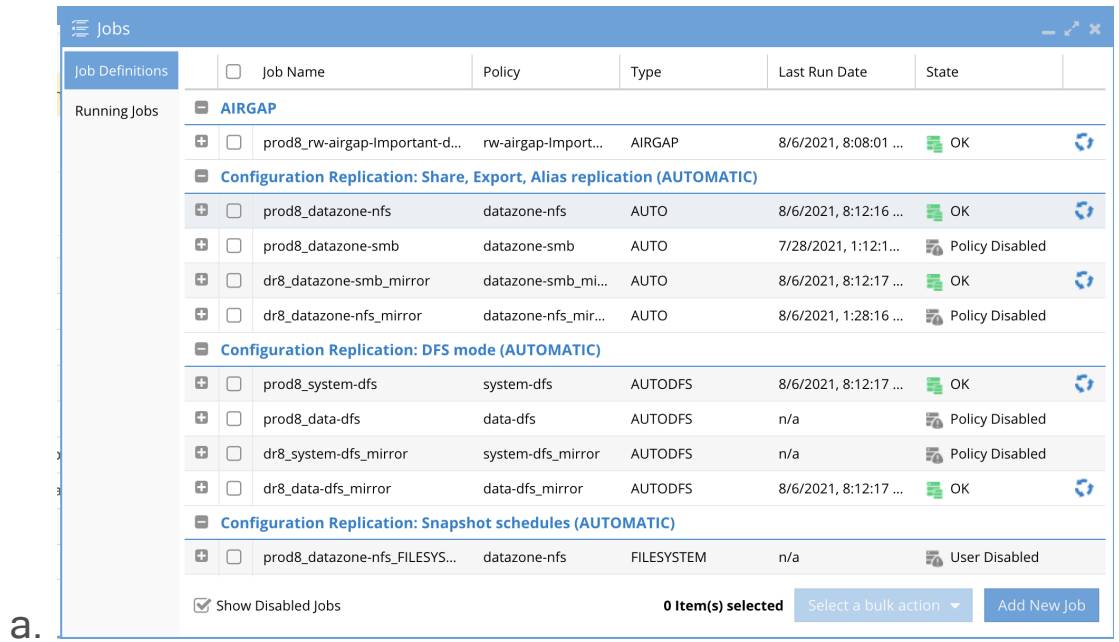 Jobs
Job Definitions
Running Jobs
Job Name Policy Type Last Run Date State
AIRGAP
prod8_rw-airgap-Important-d... rw-airgap-Import... AIRGAP 8/6/2021, 8:08:01 ... OK
Configuration Replication: Share, Export, Alias replication (AUTOMATIC)
prod8_datazone-nfs datazone-nfs AUTO 8/6/2021, 8:12:16 ... OK
prod8_datazone-smb datazone-smb AUTO 7/28/2021, 1:12:1... Policy Disabled
dr8_datazone-smb_mirror datazone-smb_mi... AUTO 8/6/2021, 8:12:17 ... OK
dr8_datazone-nfs_mirror datazone-nfs_mir... AUTO 8/6/2021, 1:28:16 ... Policy Disabled
Configuration Replication: DFS mode (AUTOMATIC)
prod8_system-dfs system-dfs AUTODFS 8/6/2021, 8:12:17 ... OK
prod8_data-dfs data-dfs AUTODFS n/a Policy Disabled
dr8_system-dfs_mirror system-dfs_mirror AUTODFS n/a Policy Disabled
dr8_data-dfs_mirror data-dfs_mirror AUTODFS 8/6/2021, 8:12:17 ... OK
Configuration Replication: Snapshot schedules (AUTOMATIC)
prod8_datazone-nfs_FILESYS... datazone-nfs FILESYSTEM n/a User Disabled
Show Disabled Jobs 0 Item(s) selected Select a bulk action Add New Job
a.